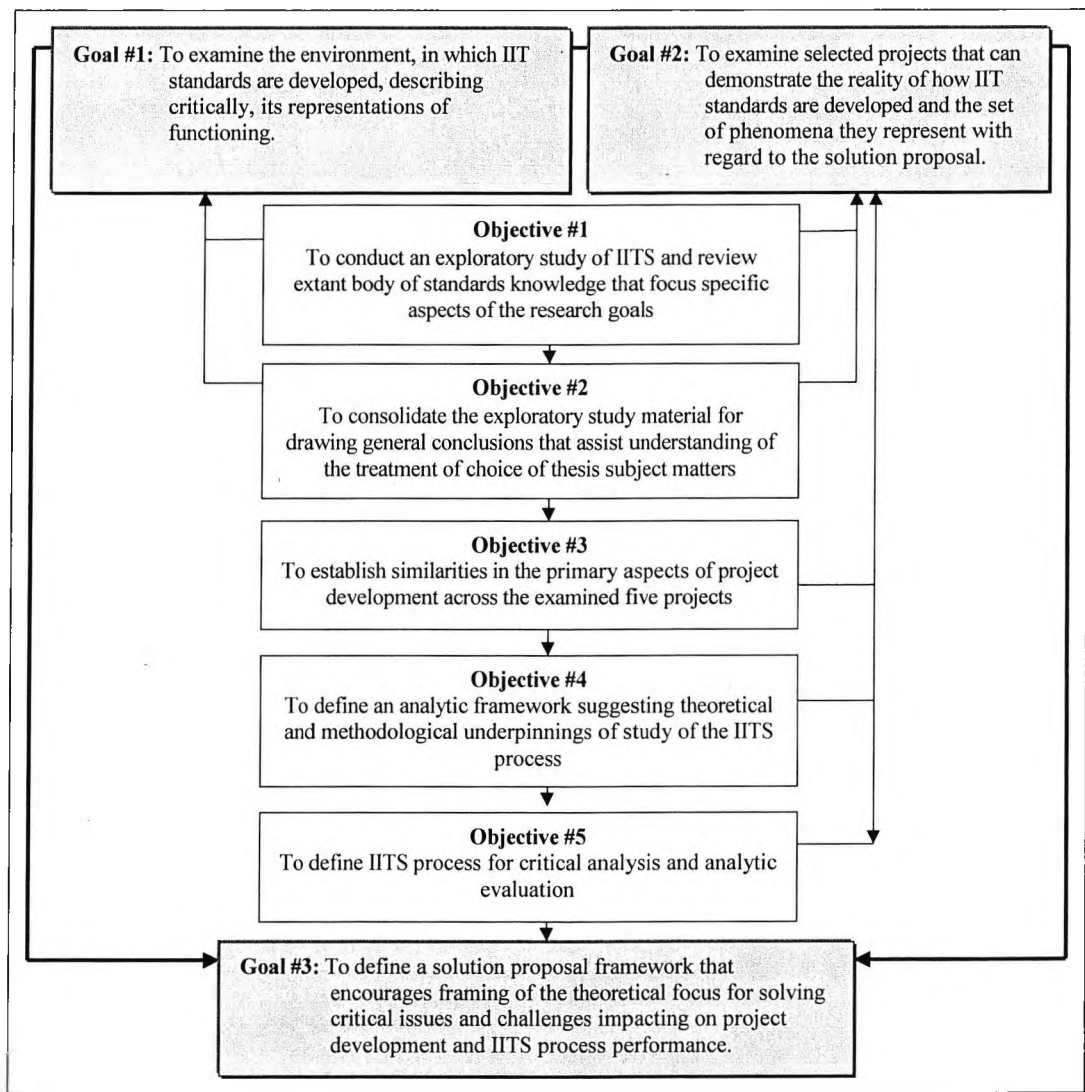 Goal #1: To examine the environment, in which IIT
standards are developed, describing
critically, its representations of
functioning.
Goal #2: To examine selected projects that can
demonstrate the reality of how IIT
standards are developed and the set
of phenomena they represent with
regard to the solution proposal.
Objective #1
To conduct an exploratory study of IITS and review
extant body of standards knowledge that focus specific
aspects of the research goals
Objective #2
To consolidate the exploratory study material for
drawing general conclusions that assist understanding of
the treatment of choice of thesis subject matters
Objective #3
To establish similarities in the primary aspects of project
development across the examined five projects
Objective #4
To define an analytic framework suggesting theoretical
and methodological underpinnings of study of the IITS
process
Objective #5
To define IITS process for critical analysis and analytic
evaluation
Goal #3: To define a solution proposal framework that
encourages framing of the theoretical focus for solving
critical issues and challenges impacting on project
development and IITS process performance.